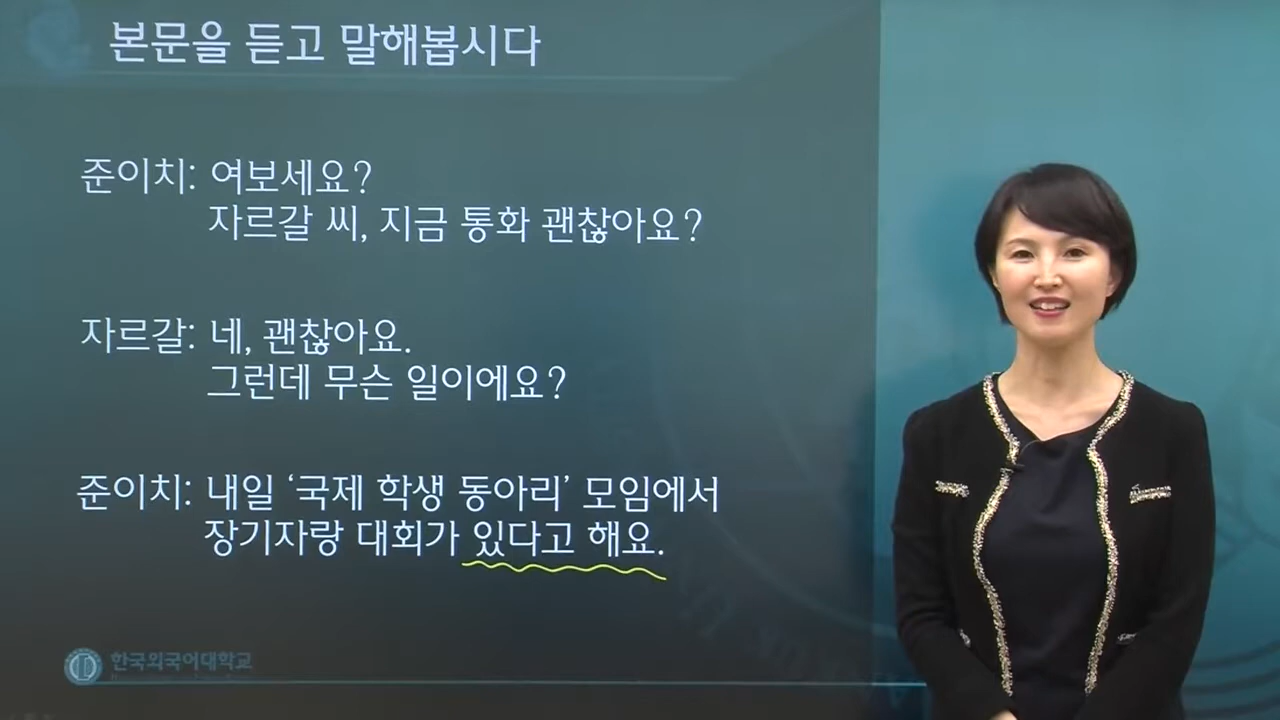 본문을 듣고 말해봅시다
준이치: 여보세요?
자르갈 씨, 지금 통화 괜찮아요?
자르갈: 네, 괜찮아요.
그런데 무슨 일이에요?
준이치: 내일 ‘국제 학생 동아리’ 모임에서
장기자랑 대회가 있다고 해요.
한국외국어대학교